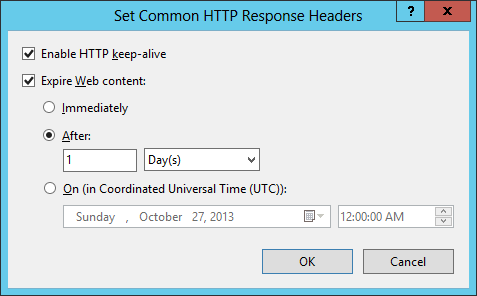 Set Common HTTP Response Headers
?
x
Enable HTTP keep-alive
Expire Web content:
Immediately
After:
1 Day(s)
On (in Coordinated Universal Time (UTC)):
Sunday , October 27, 2013 12:00:00 AM
OK Cancel